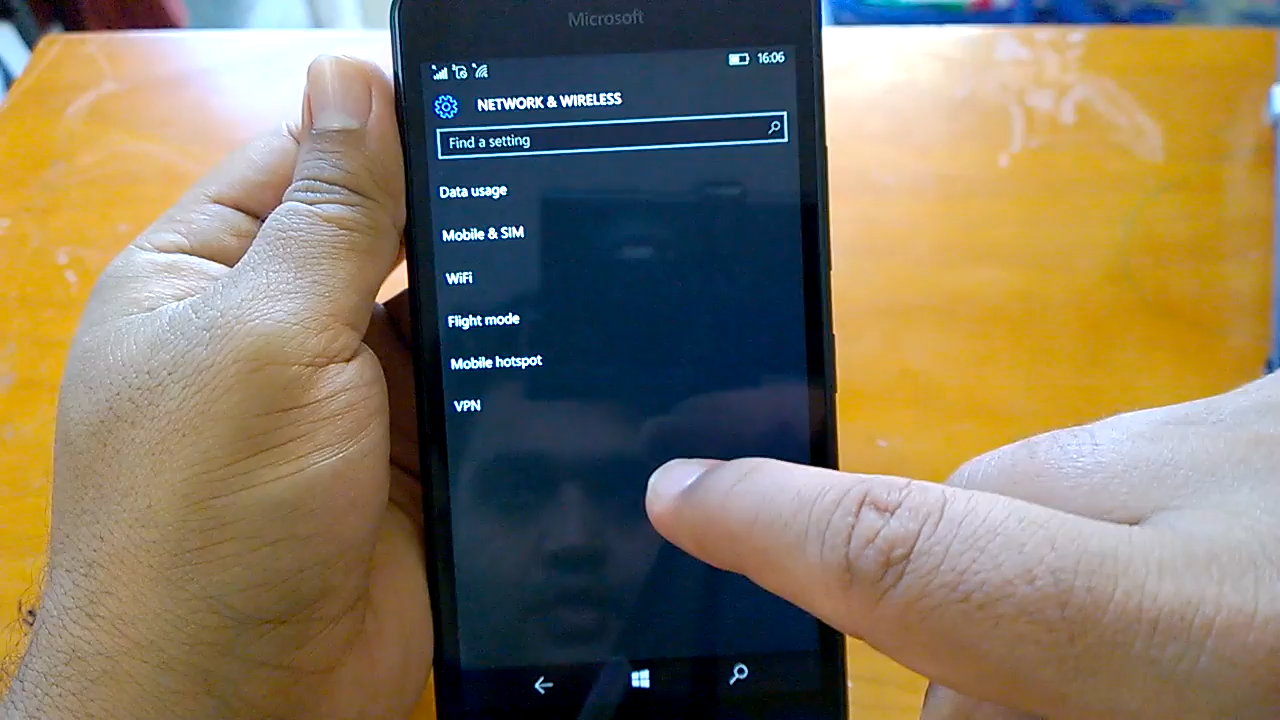 Microsoft
16:06
NETWORK & WIRELESS
Find a setting
Data usage
Mobile & SIM
WiFi
Flight mode
Mobile hotspot
VPN